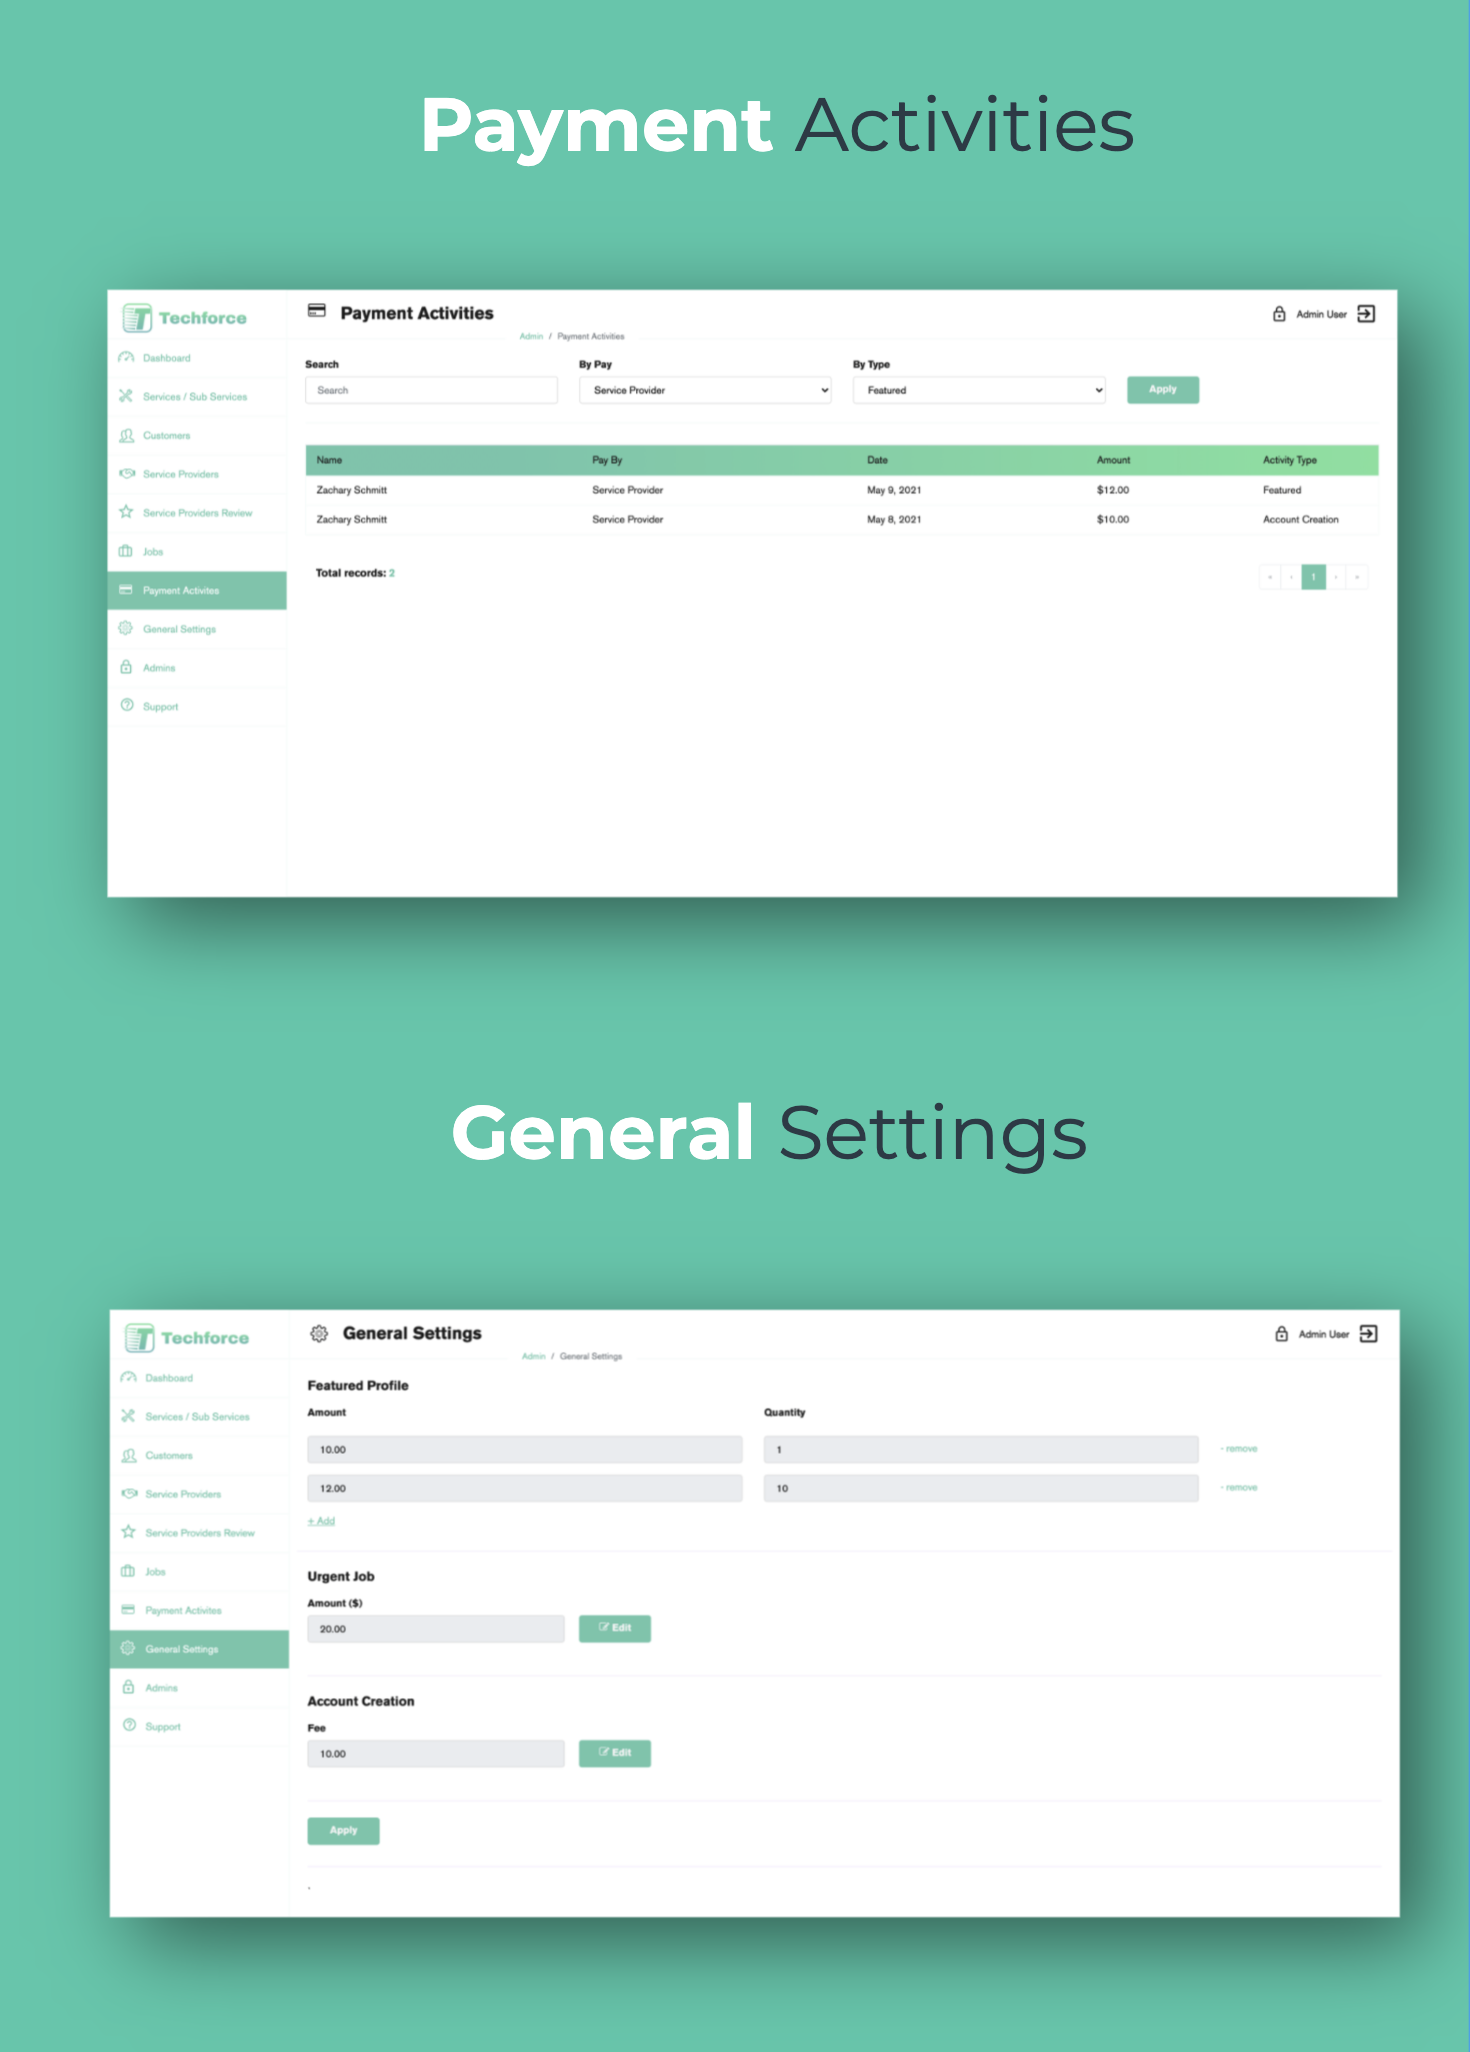 Payment Activities
Techforce
Payment Activities
Admin User
Admin / Payment Activities
Dashboard
Services / Sub Services
Customers
Service Providers
Service Providers Review
Jobs
Payment Activites
General Settings
Admins
Support
Search By Pay By Type
Search Service Provider Featured Apply
Name Pay By Date Amount Activity Type
Zachary Schmitt Service Provider May 9, 2021 $12.00 Featured
Zachary Schmitt Service Provider May 8, 2021 $10.00 Account Creation
Total records: 2
« ‹ 1 › »
General Settings
Techforce
General Settings
Admin User
Admin / General Settings
Dashboard
Services / Sub Services
Customers
Service Providers
Service Providers Review
Jobs
Payment Activites
General Settings
Admins
Support
Featured Profile
Amount Quantity
10.00 1 - remove
12.00 10 - remove
+ Add
Urgent Job
Amount ($)
20.00 Edit
Account Creation
Fee
10.00 Edit
Apply